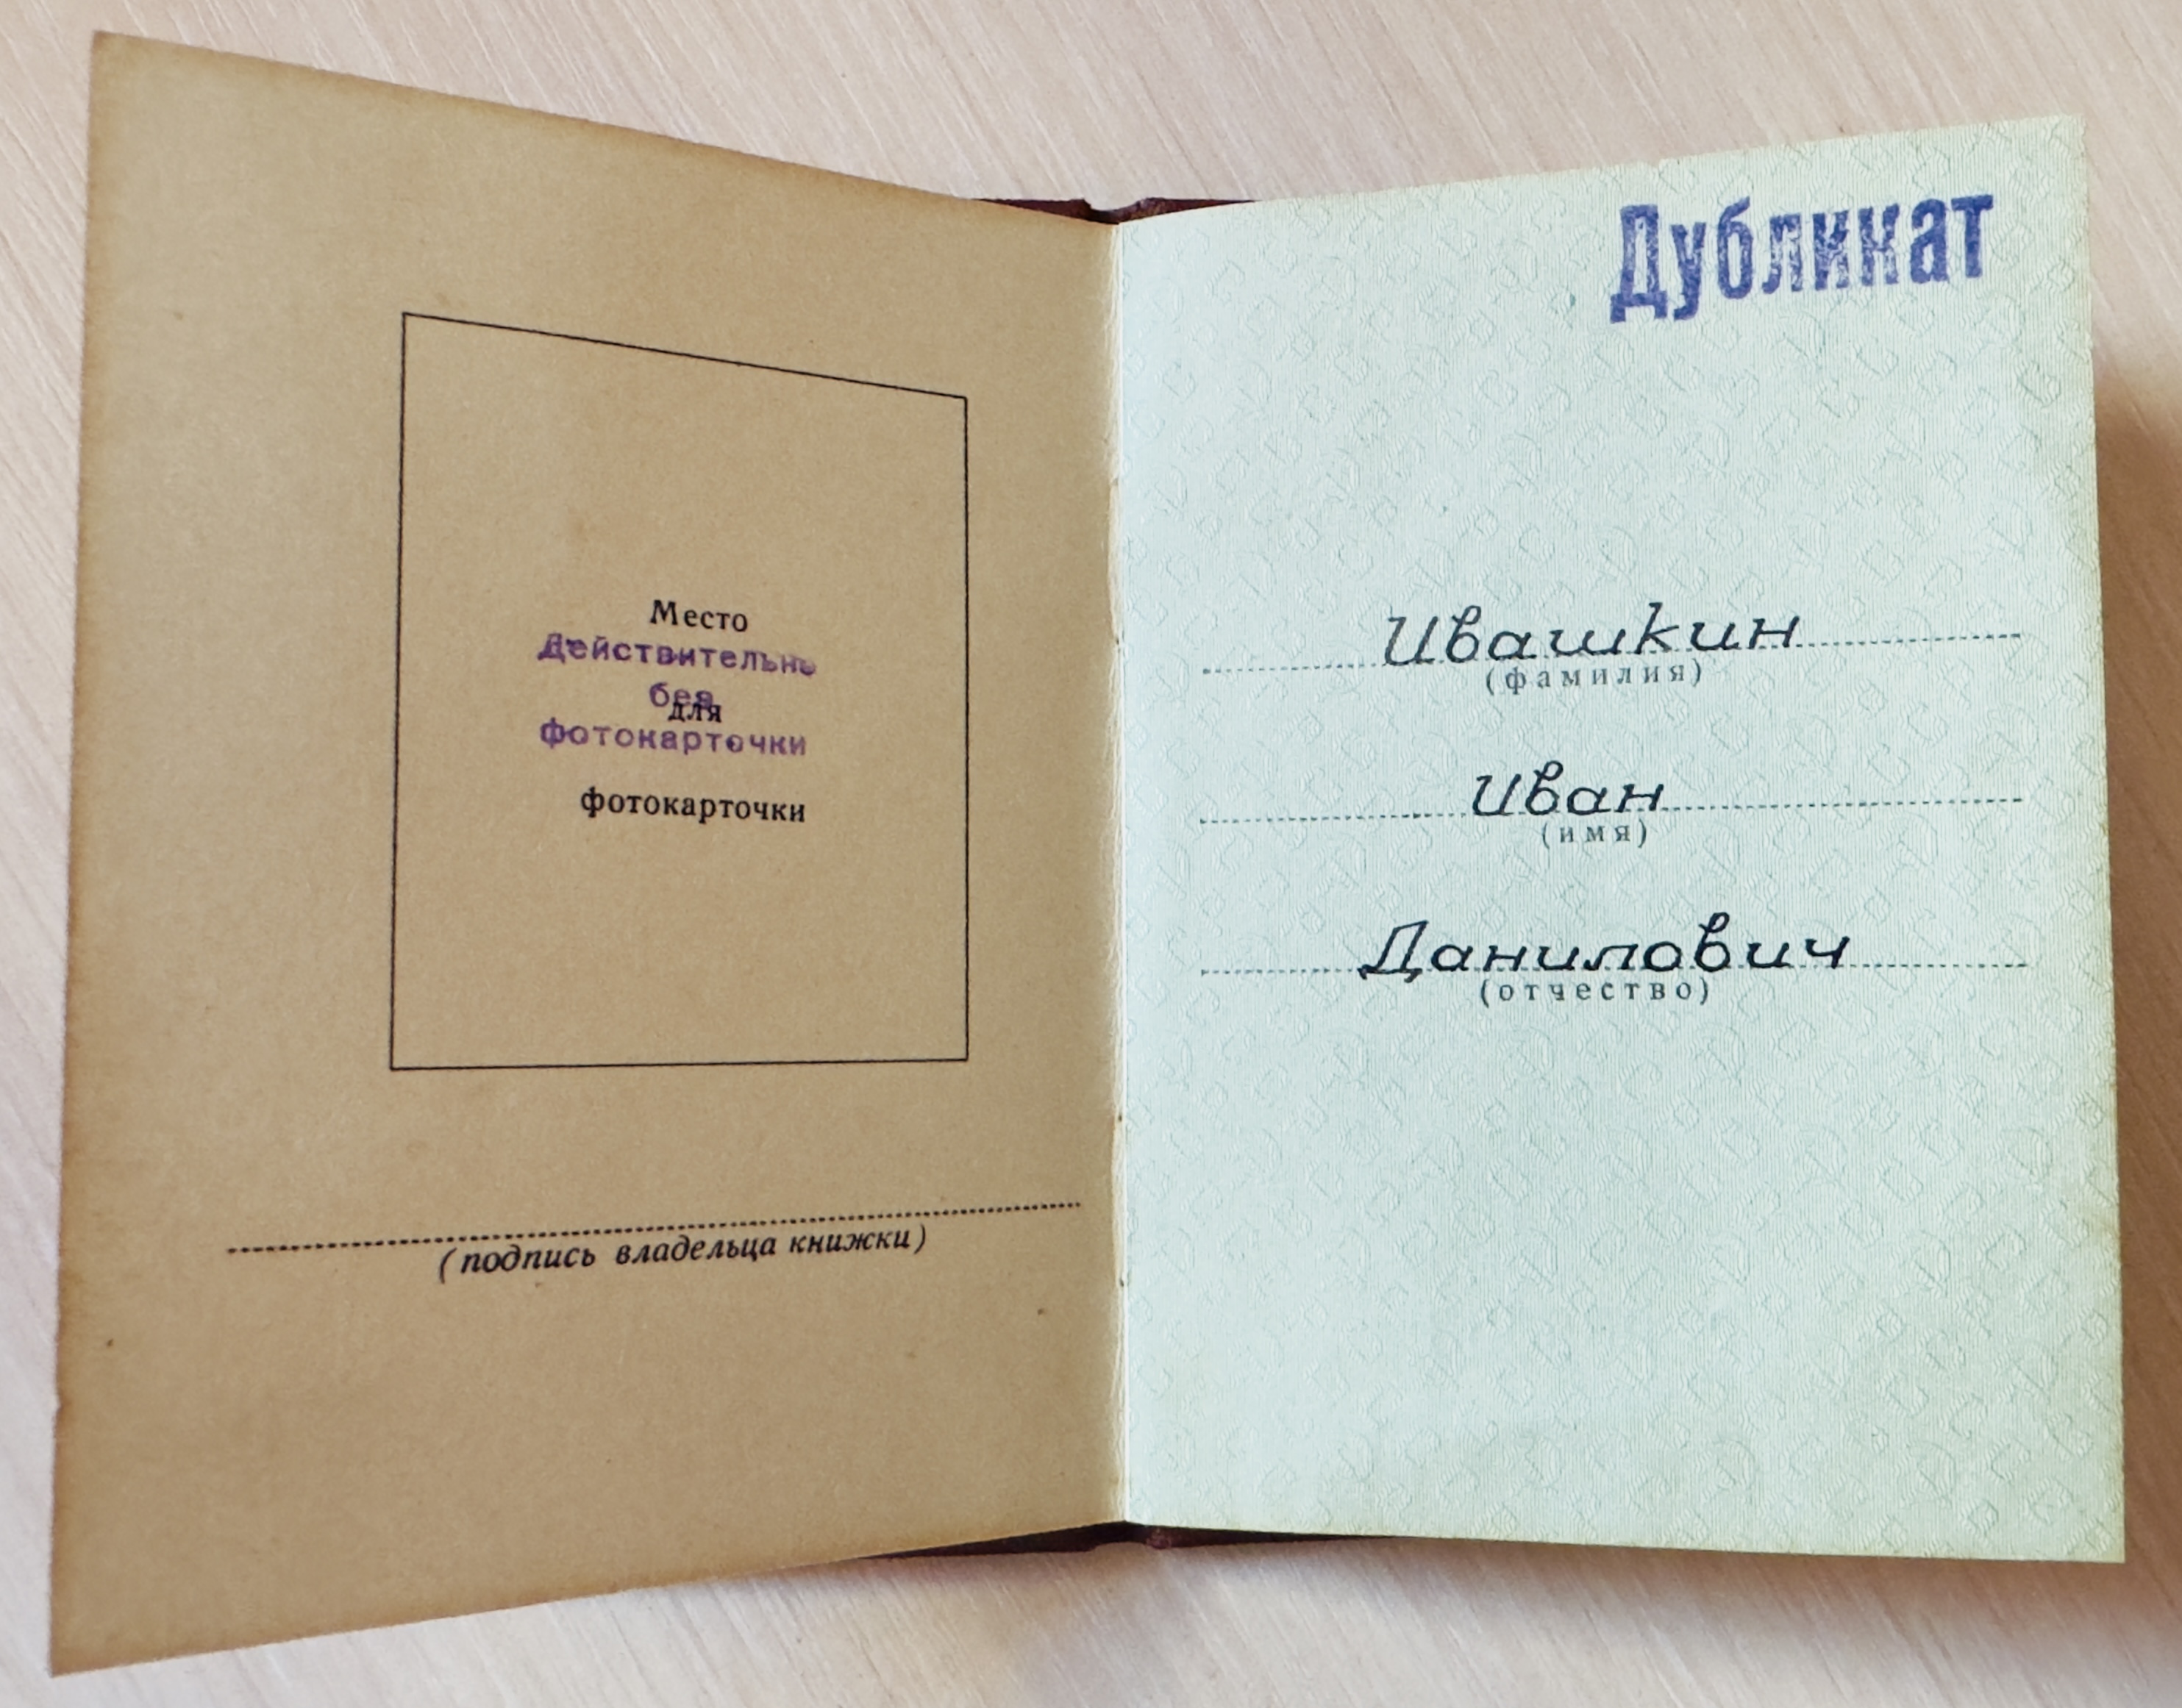 Место
Действительно
без
для
фотокарточки
фотокарточки
(подпись владельца книжки)
Дубликат
Ивашкин
(фамилия)
Иван
(имя)
Данилович
(отчество)